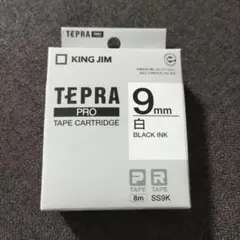 TEPRA PRO
KING JIM
TEPRA
PRO
TAPE CARTRIDGE
9mm
白
BLACK INK
P
TAPE
R
TAPE
8m
SS9K